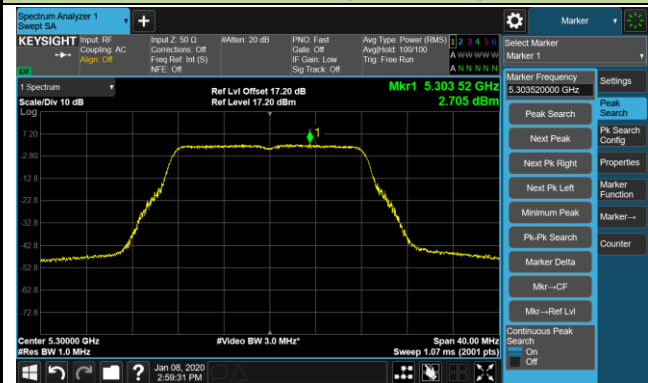 Spectrum Analyzer 1
Swept SA
+
Marker
KEYSIGHT
Input: RF
Coupling: AC
Align: Off
Input Z: 50 Ω
Corrections: Off
Freq Ref: Int (S)
NFE: Off
#Atten: 20 dB
PNO: Fast
Gate: Off
IF Gain: Low
Sig Track: Off
Avg Type: Power (RMS)
Avg|Hold: 100/100
Trig: Free Run
1 2 3 4 5 6
A W W W W W
A N N N N N
Select Marker
Marker 1
1 Spectrum
Scale/Div 10 dB
Log
Ref Lvl Offset 17.20 dB
Ref Level 17.20 dBm
Mkr1 5.303 52 GHz
2.705 dBm
1
7.20
-2.80
-12.8
-22.8
-32.8
-42.8
-52.8
-62.8
-72.8
Center 5.30000 GHz
#Res BW 1.0 MHz
#Video BW 3.0 MHz*
Span 40.00 MHz
Sweep 1.07 ms (2001 pts)
Marker Frequency
5.303520000 GHz
Peak Search
Next Peak
Next Pk Right
Next Pk Left
Minimum Peak
Pk-Pk Search
Marker Delta
Mkr→CF
Mkr→Ref Lvl
Continuous Peak
Search
On
Off
Settings
Peak
Search
Pk Search
Config
Properties
Marker
Function
Marker→
Counter
?
Jan 08, 2020
2:59:31 PM